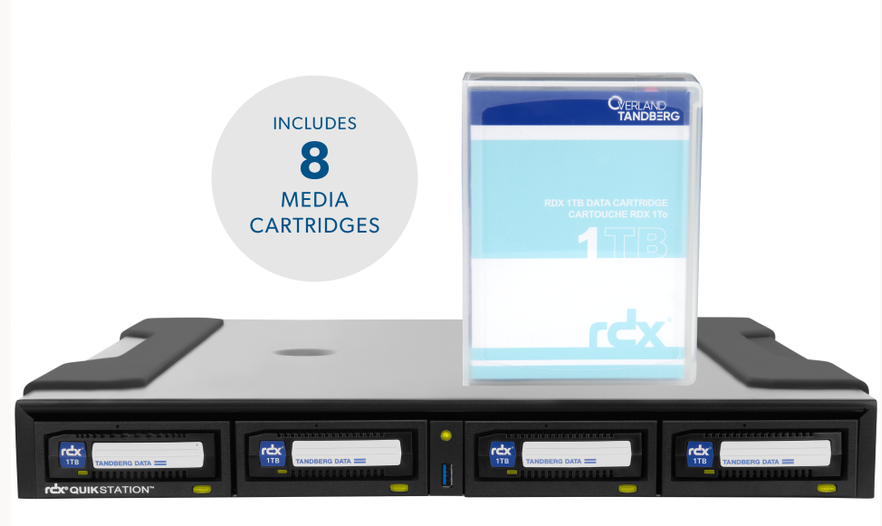 INCLUDES
8
MEDIA
CARTRIDGES
OVERLAND
TANDBERG
RDX 1TB DATA CARTRIDGE
CARTOUCHE RDX 1To
1TB
rdx
rdx
1TB
TANDBERG DATA
rdx
1TB
TANDBERG DATA
rdx
1TB
TANDBERG DATA
rdx
1TB
TANDBERG DATA
rdx® QUIKSTATION™